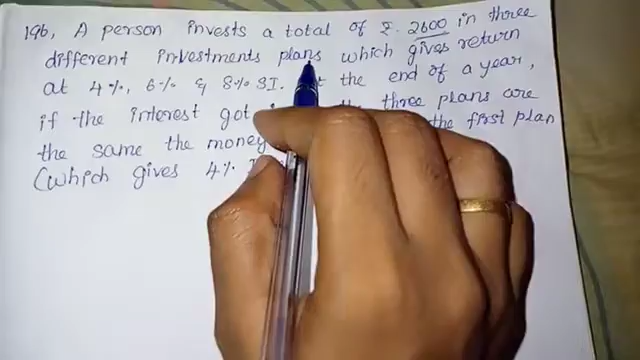 196, A person invests a total of ₹. 2600 in three
different investments plans which gives return
at 4%, 6% & 8% SI. the end of a year,
if the interest got the three plans are
the same the money the first plan
(which gives 4%